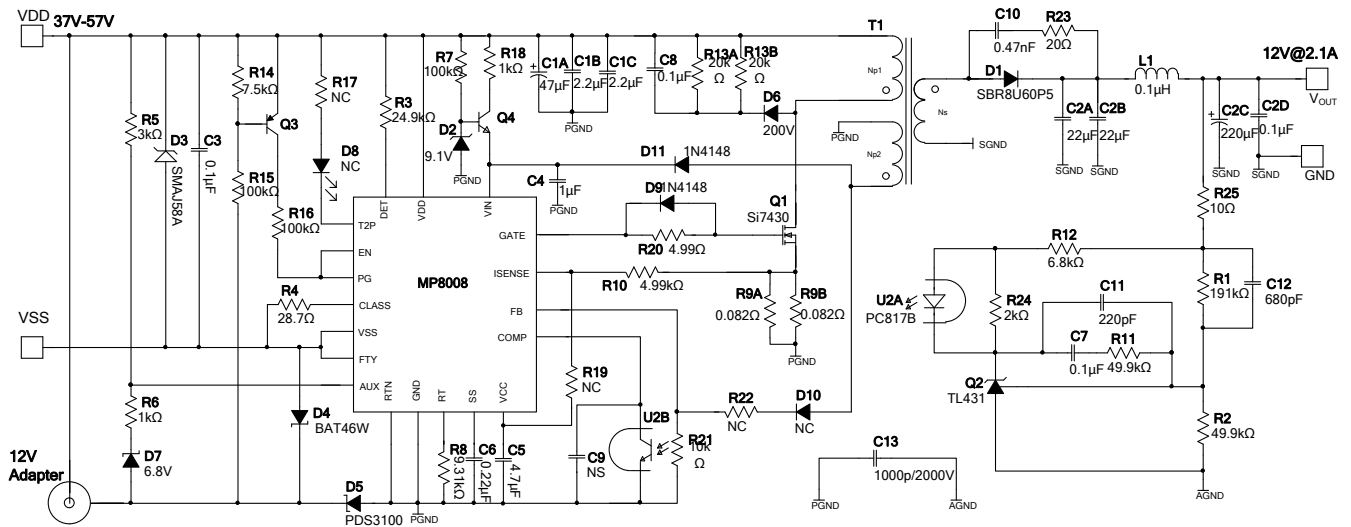 VDD 37V-57V
T1
C10
0.47nF
R23
20Ω
12V@2.1A
VOUT
R14
7.5kΩ
R17
NC
R7
100kΩ
R18
1kΩ
C1A
47µF
C1B
2.2µF
C1C
2.2µF
C8
0.1µF
R13A
20k
Ω
R13B
20k
Ω
Np1
D1
SBR8U60P5
L1
0.1µH
R5
3kΩ
D3
SMAJ58A
C3
0.1µF
Q3
R3
24.9kΩ
D2
9.1V
Q4
PGND
D6
200V
Ns
C2A
22µF
C2B
22µF
C2C
220µF
C2D
0.1µF
D8
NC
PGND
PGND
Np2
SGND
SGND
SGND
SGND
SGND
GND
R15
100kΩ
R16
100kΩ
D11
1N4148
C4
1µF
PGND
D9
1N4148
Q1
Si7430
R25
10Ω
DET
VDD
VIN
T2P
EN
PG
CLASS
VSS
FTY
AUX
RTN
GND
RT
SS
VCC
GATE
ISENSE
FB
COMP
MP8008
R20 4.99Ω
R10
4.99kΩ
R9A
0.082Ω
R9B
0.082Ω
PGND
R12
6.8kΩ
U2A
PC817B
R24
2kΩ
C11
220pF
R1
191kΩ
C12
680pF
R4
28.7Ω
VSS
C7
0.1µF
R11
49.9kΩ
R19
NC
Q2
TL431
R6
1kΩ
D4
BAT46W
R22
NC
D10
NC
R2
49.9kΩ
12V
Adapter
D7
6.8V
D5
PDS3100
R8
9.31kΩ
C6
0.22µF
C5
4.7µF
C9
NS
U2B
R21
10k
Ω
C13
1000p/2000V
PGND
PGND
AGND
AGND